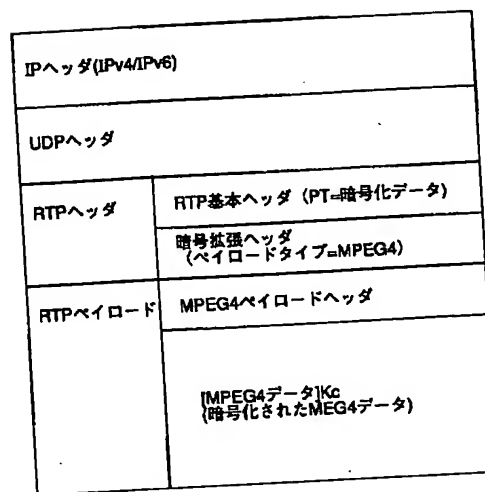 IPヘッダ(IPv4/IPv6)
UDPヘッダ
RTPヘッダ
RTP基本ヘッダ（PT=暗号化データ）
暗号拡張ヘッダ
（ペイロードタイプ=MPEG4）
RTPペイロード
MPEG4ペイロードヘッダ
[MPEG4データ]Kc
(暗号化されたMEG4データ)